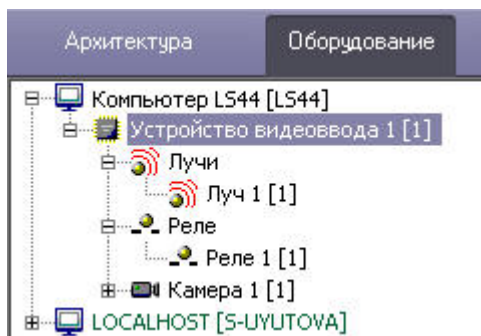 Архитектура Оборудование
Компьютер LS44 [LS44]
Устройство видеоввода 1 [1]
Лучи
Луч 1 [1]
Реле
Реле 1 [1]
Камера 1 [1]
LOCALHOST [S-UYUTOVA]